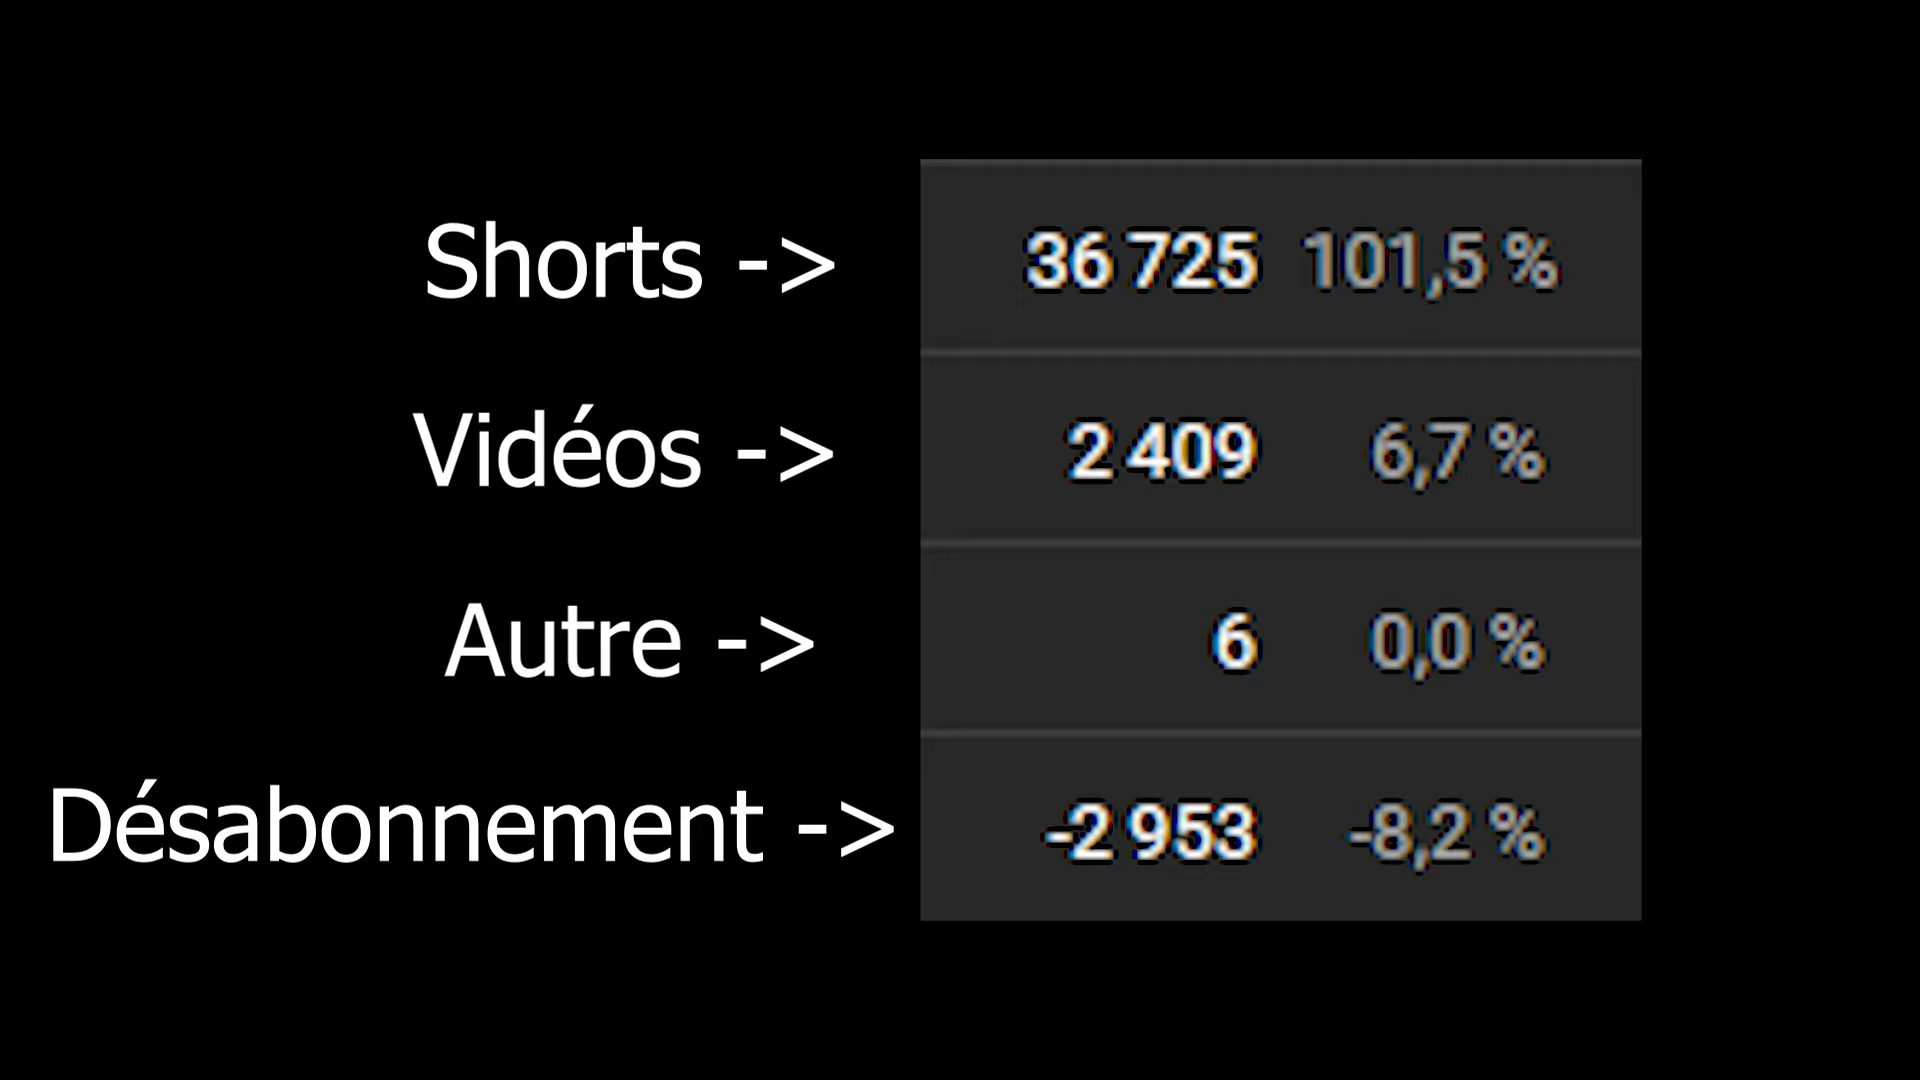 Shorts -> 36 725 101,5 %
Vidéos -> 2 409 6,7 %
Autre -> 6 0,0 %
Désabonnement -> -2 953 -8,2 %